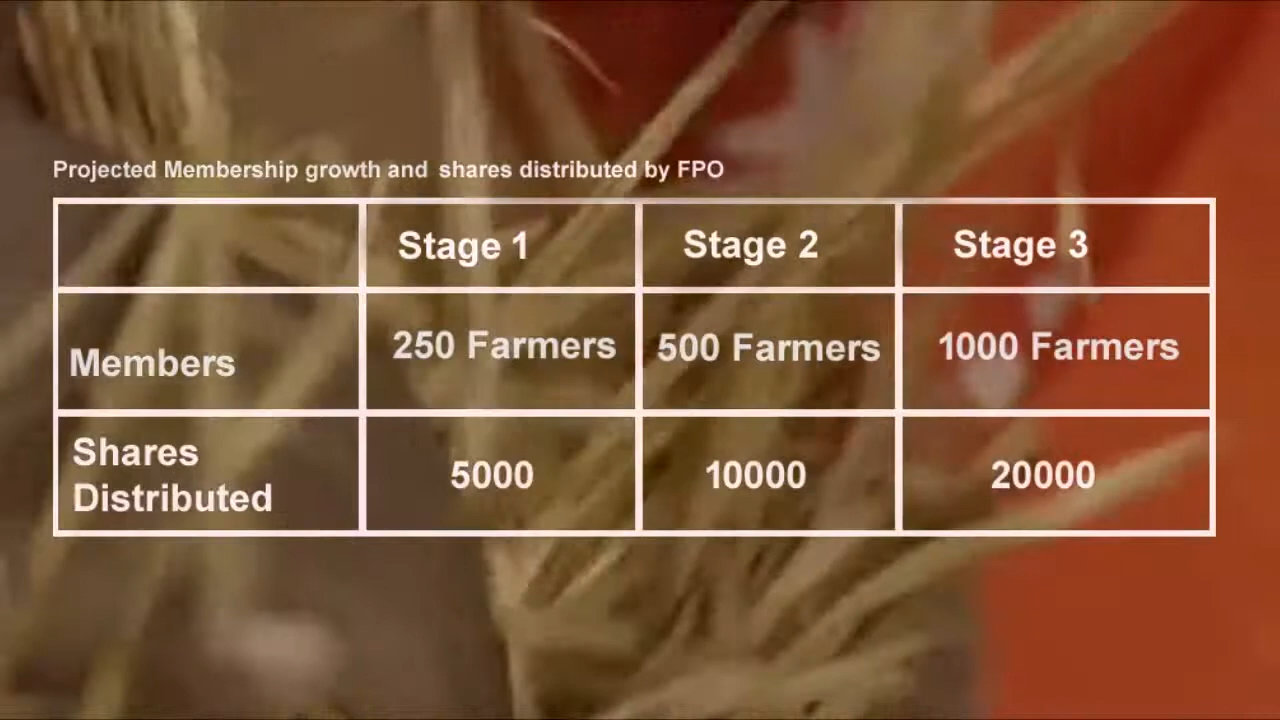 Projected Membership growth and shares distributed by FPO
Stage 1 Stage 2 Stage 3
Members 250 Farmers 500 Farmers 1000 Farmers
Shares
Distributed 5000 10000 20000